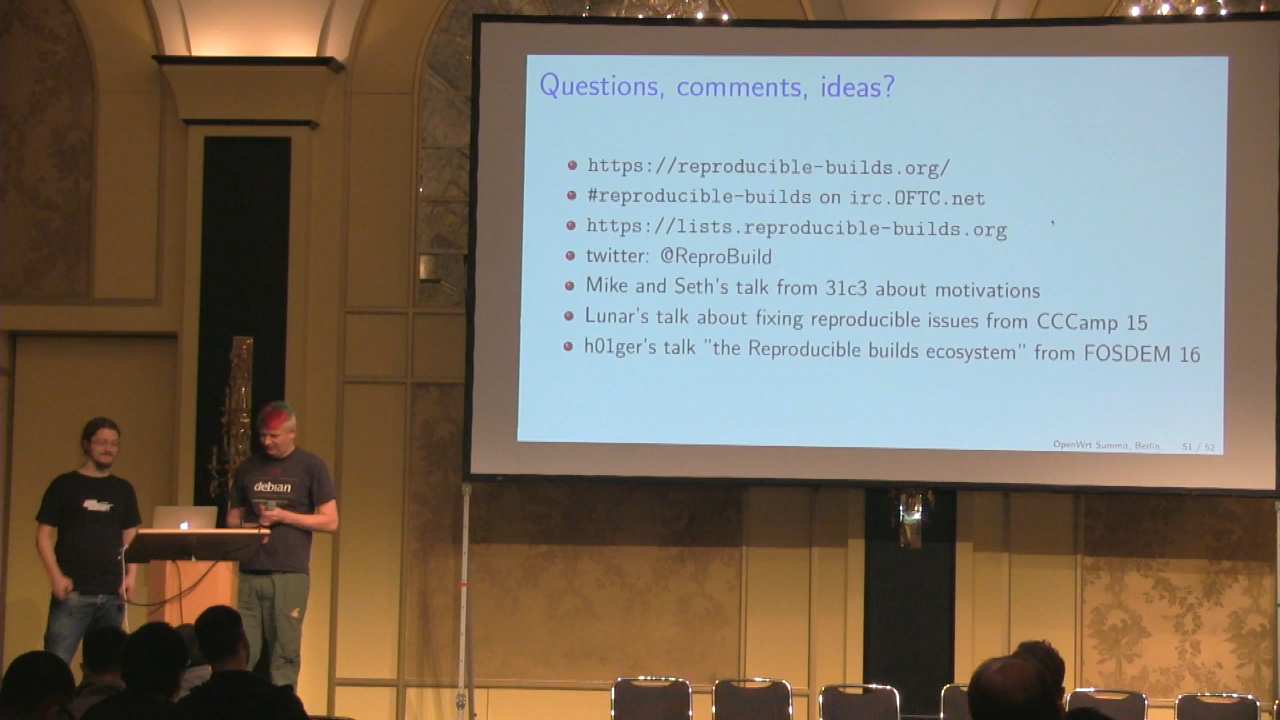 Questions, comments, ideas?
https://reproducible-builds.org/
#reproducible-builds on irc.OFTC.net
https://lists.reproducible-builds.org
twitter: @ReproBuild
Mike and Seth's talk from 31c3 about motivations
Lunar's talk about fixing reproducible issues from CCCamp 15
h01ger's talk "the Reproducible builds ecosystem" from FOSDEM 16
OpenWrt Summit, Berlin 51 / 52
debian